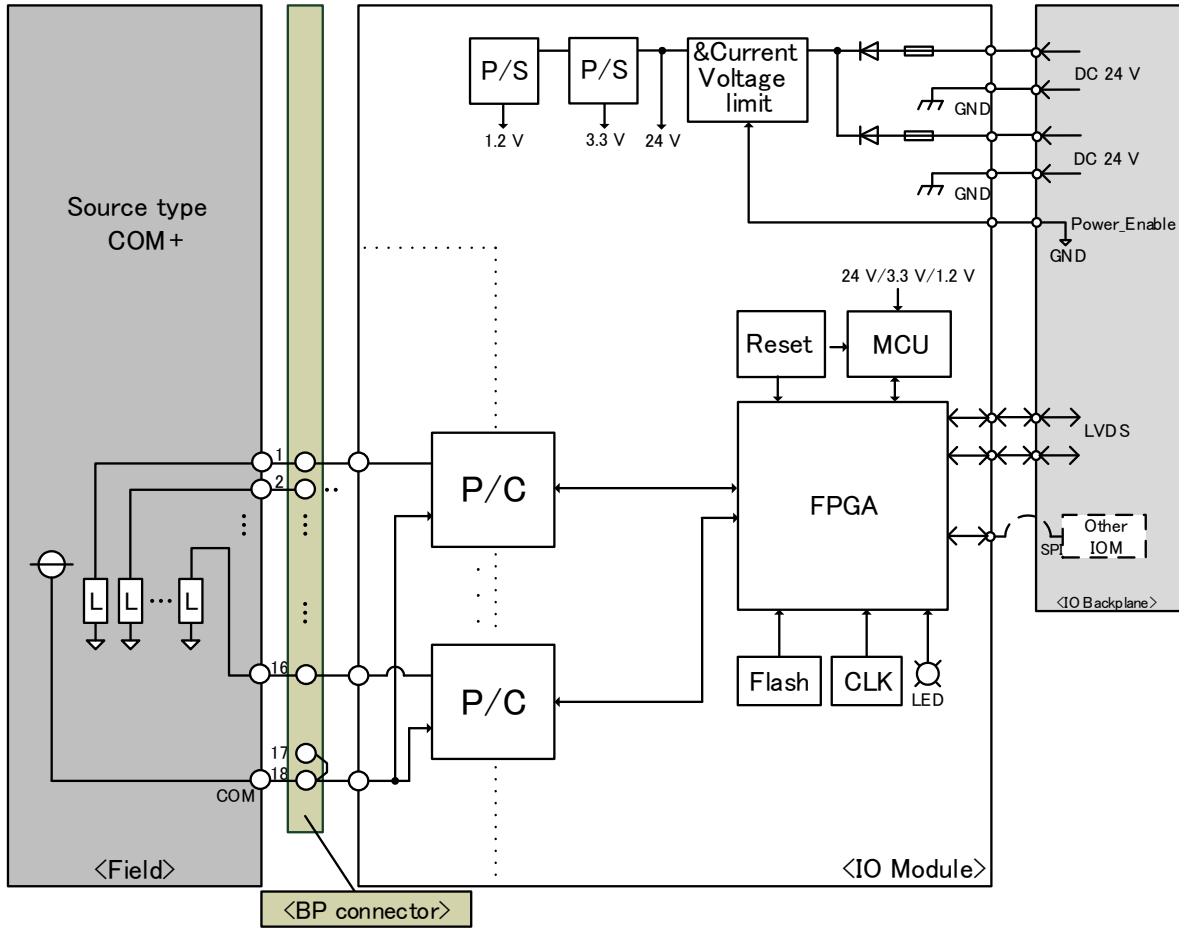 &Current
Voltage
limit
P/S
P/S
1.2 V
3.3 V
24 V
GND
DC 24 V
GND
DC 24 V
Power_Enable
GND
Source type
COM+
24 V/3.3 V/1.2 V
Reset
MCU
LVDS
1
2
P/C
FPGA
Other
IOM
SPI
L
L
L
<IO Backplane>
16
P/C
Flash
CLK
LED
17
18
COM
<Field>
<IO Module>
<BP connector>